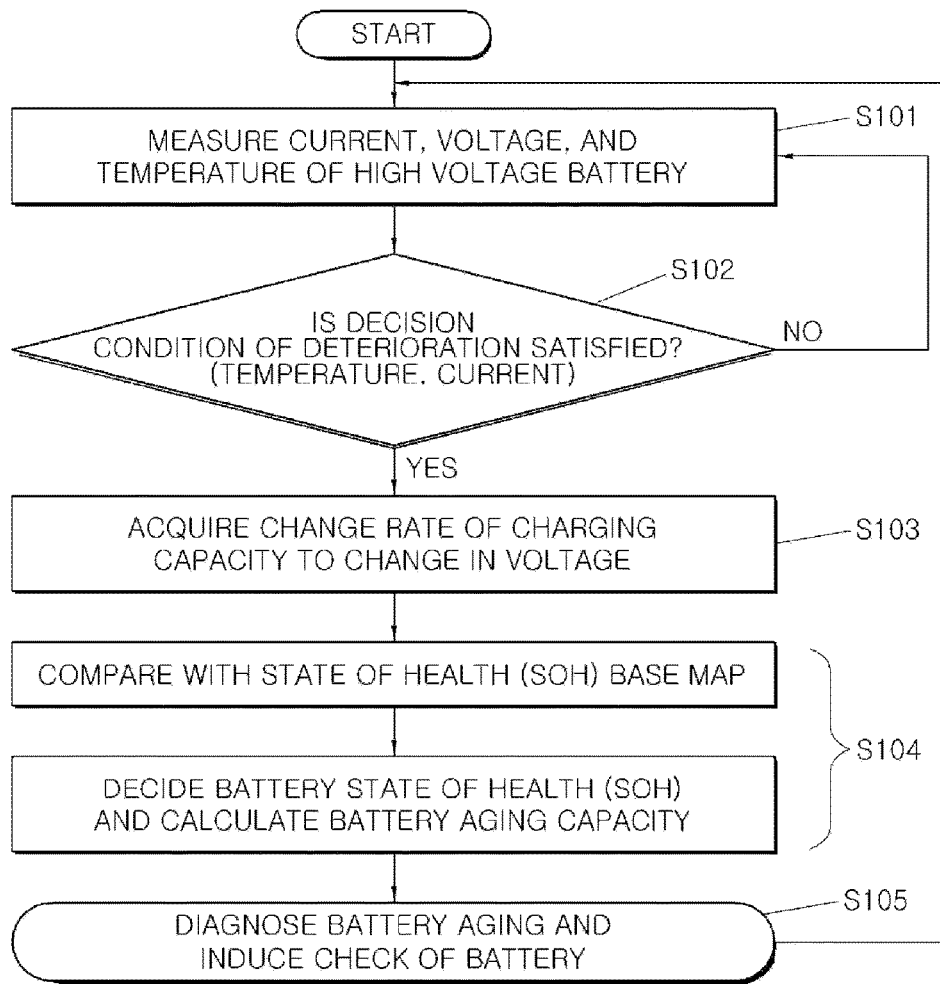 START
MEASURE CURRENT, VOLTAGE, AND
TEMPERATURE OF HIGH VOLTAGE BATTERY
S101
S102
IS DECISION
CONDITION OF DETERIORATION SATISFIED?
(TEMPERATURE. CURRENT)
NO
YES
ACQUIRE CHANGE RATE OF CHARGING
CAPACITY TO CHANGE IN VOLTAGE
S103
COMPARE WITH STATE OF HEALTH (SOH) BASE MAP
DECIDE BATTERY STATE OF HEALTH (SOH)
AND CALCULATE BATTERY AGING CAPACITY
S104
DIAGNOSE BATTERY AGING AND
INDUCE CHECK OF BATTERY
S105